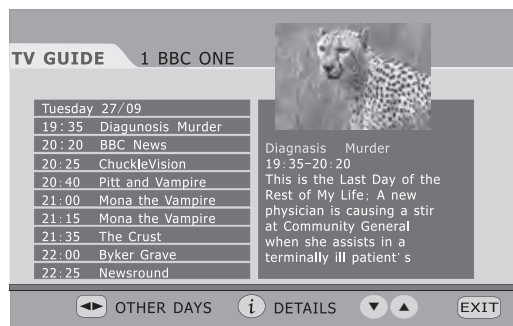 TV GUIDE
1 BBC ONE
Tuesday 27/09
19:35 Diagunosis Murder
20:20 BBC News
20:25 ChuckleVision
20:40 Pitt and Vampire
21:00 Mona the Vampire
21:15 Mona the Vampire
21:35 The Crust
22:00 Byker Grave
22:25 Newsround
Diagnasis Murder
19:35-20:20
This is the Last Day of the
Rest of My Life; A new
physician is causing a stir
at Community General
when she assists in a
terminally ill patient's
OTHER DAYS
i DETAILS
EXIT